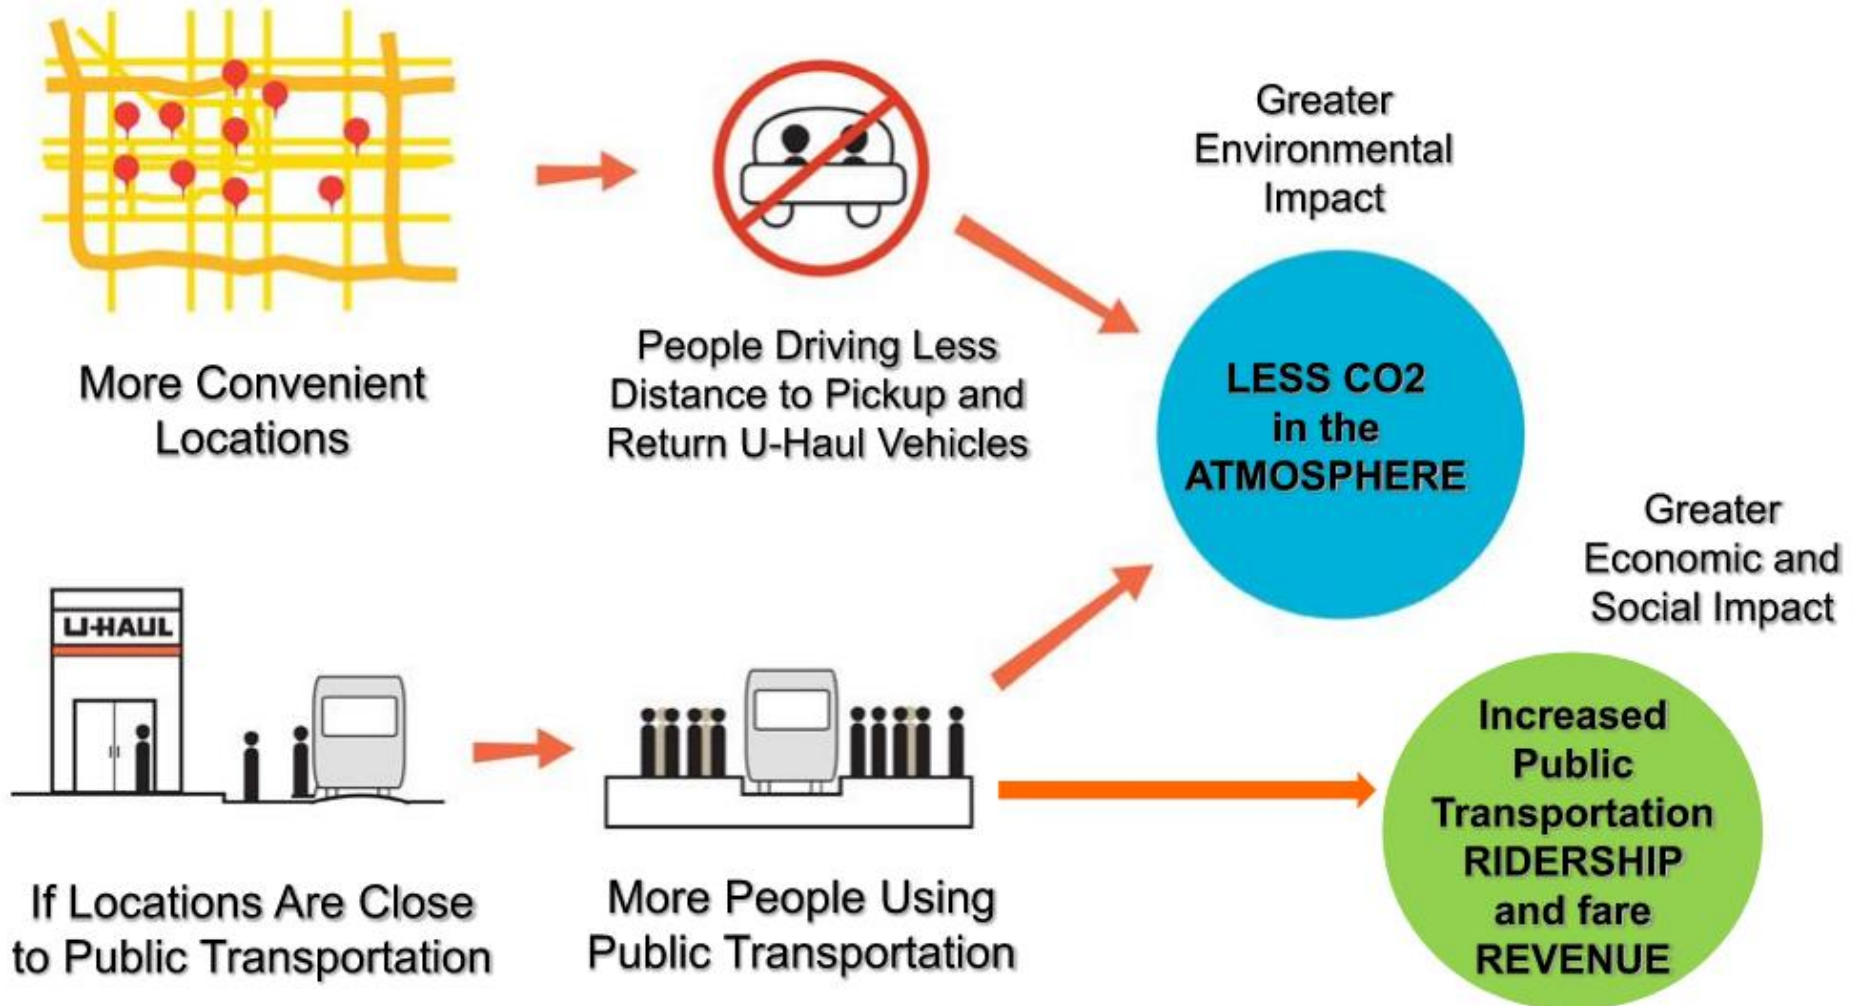 More Convenient
Locations
People Driving Less
Distance to Pickup and
Return U-Haul Vehicles
Greater
Environmental
Impact
LESS CO2
in the
ATMOSPHERE
U-HAUL
If Locations Are Close
to Public Transportation
More People Using
Public Transportation
Greater
Economic and
Social Impact
Increased
Public
Transportation
RIDERSHIP
and fare
REVENUE